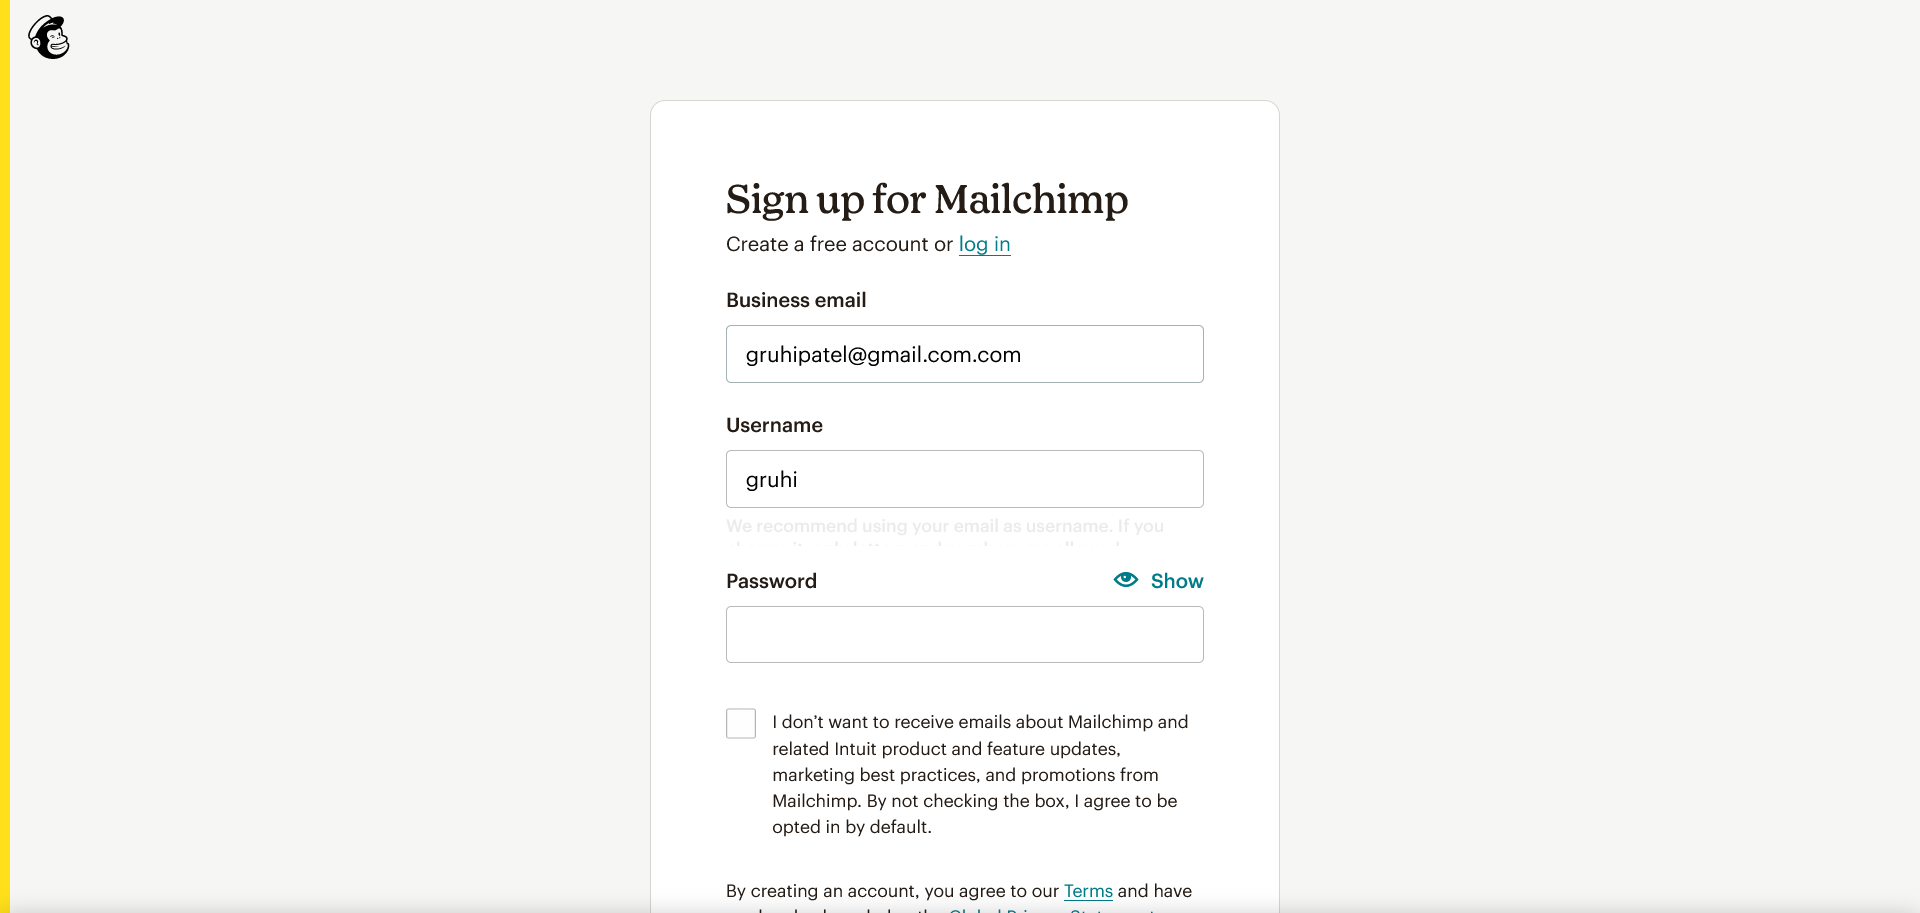 Sign up for Mailchimp
Create a free account or log in
Business email
gruhipatel@gmail.com.com
Username
gruhi
We recommend using your email as username. If you
Password
Show
I don't want to receive emails about Mailchimp and
related Intuit product and feature updates,
marketing best practices, and promotions from
Mailchimp. By not checking the box, I agree to be
opted in by default.
By creating an account, you agree to our Terms and have